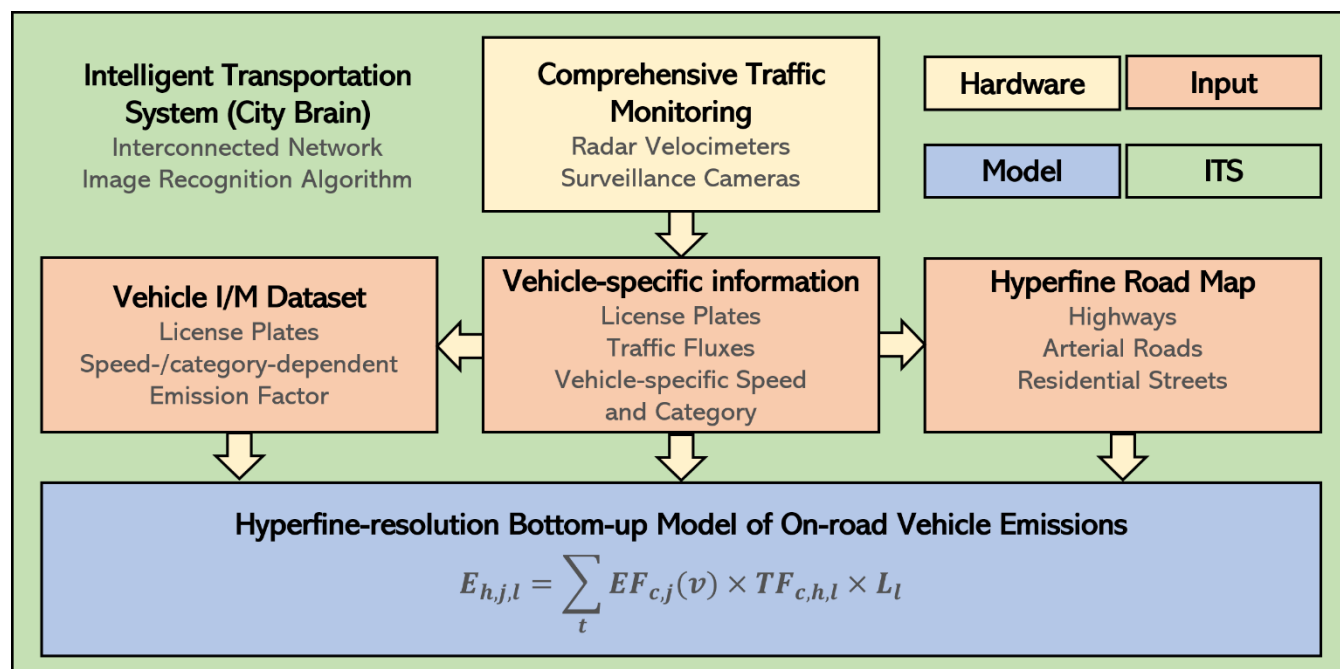 Intelligent Transportation
System (City Brain)
Interconnected Network
Image Recognition Algorithm
Comprehensive Traffic
Monitoring
Radar Velocimeters
Surveillance Cameras
Hardware
Input
Model
ITS
Vehicle I/M Dataset
License Plates
Speed-/category-dependent
Emission Factor
Vehicle-specific information
License Plates
Traffic Fluxes
Vehicle-specific Speed
and Category
Hyperfine Road Map
Highways
Arterial Roads
Residential Streets
Hyperfine-resolution Bottom-up Model of On-road Vehicle Emissions
E_{h,j,l} = ∑_t EF_{c,j}(v) × TF_{c,h,l} × L_l